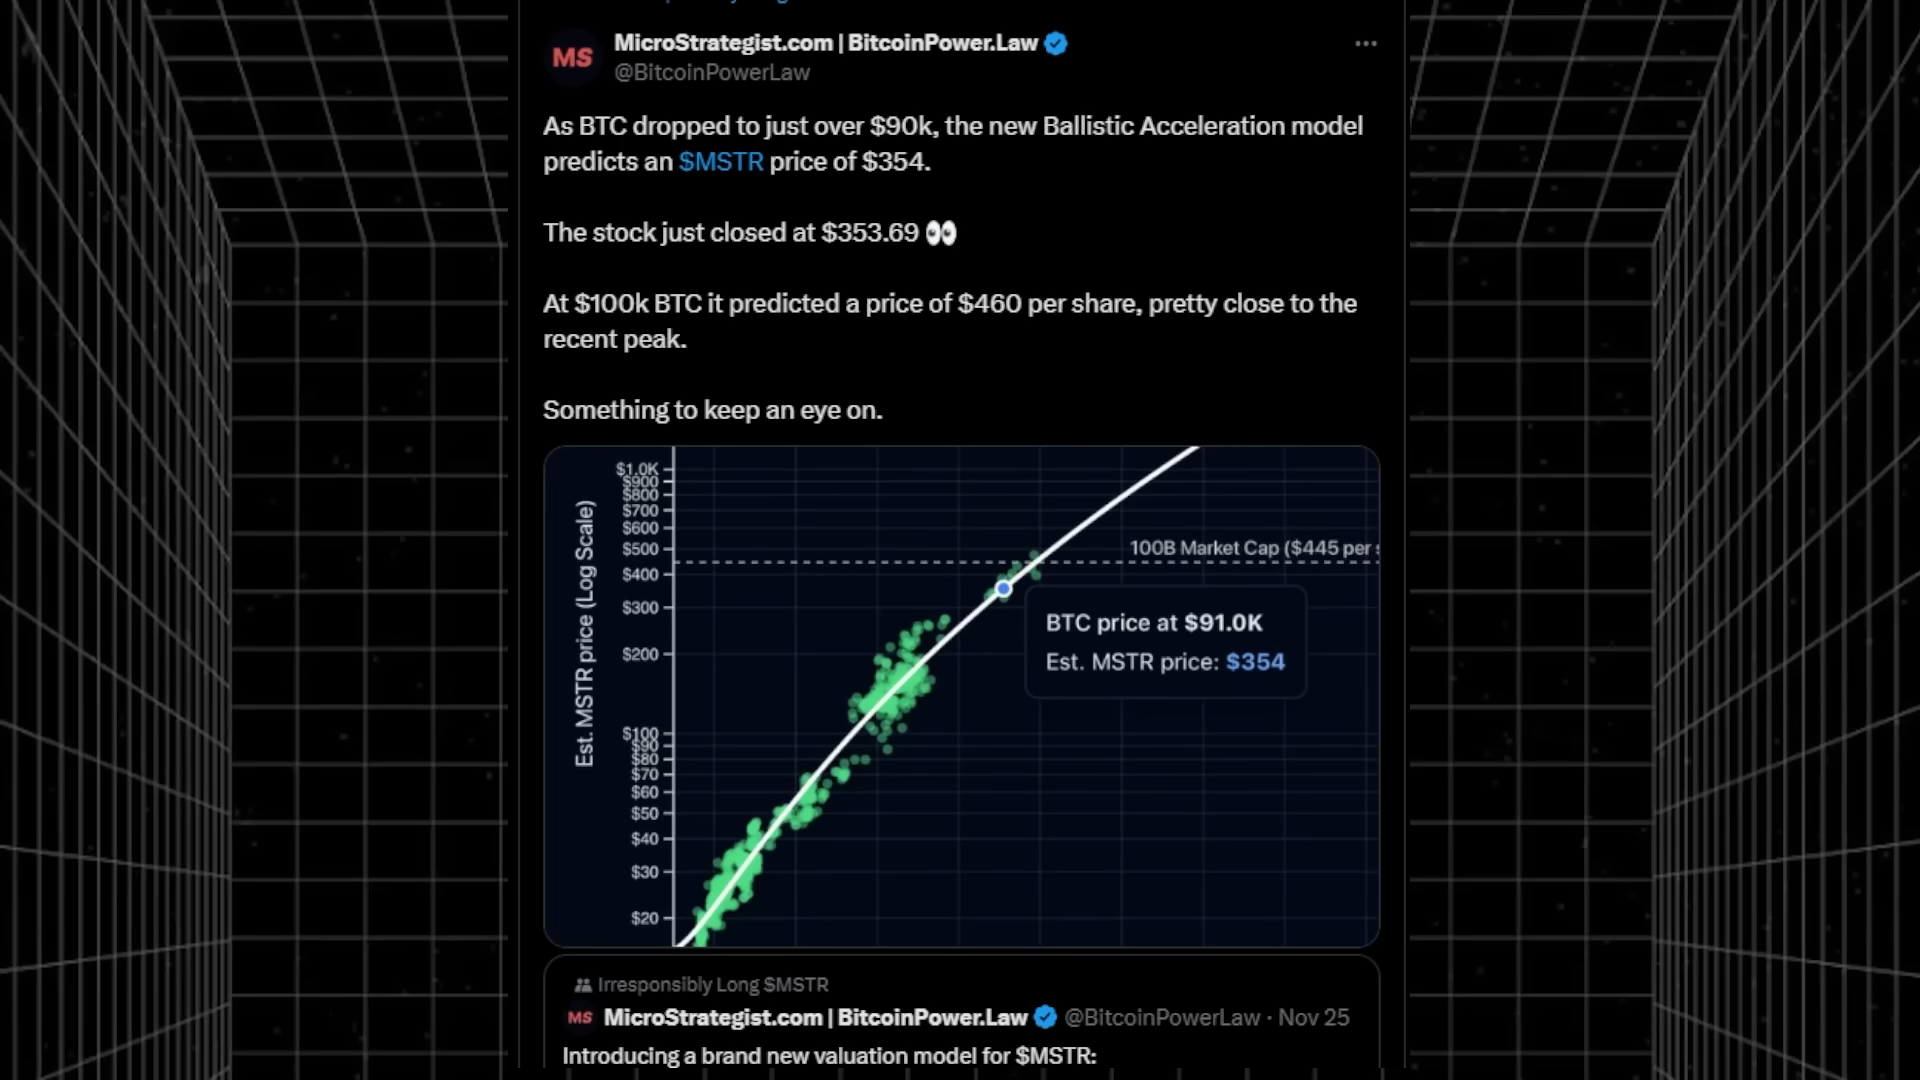 MS
MicroStrategist.com | BitcoinPower.Law
@BitcoinPowerLaw
As BTC dropped to just over $90k, the new Ballistic Acceleration model
predicts an $MSTR price of $354.
The stock just closed at $353.69 👀
At $100k BTC it predicted a price of $460 per share, pretty close to the
recent peak.
Something to keep an eye on.
Est. MSTR price (Log Scale)
$1.0K
$900
$800
$700
$600
$500
$400
$300
$200
$100
$90
$80
$70
$60
$50
$40
$30
$20
100B Market Cap ($445 per
BTC price at $91.0K
Est. MSTR price: $354
Irresponsibly Long $MSTR
MS MicroStrategist.com | BitcoinPower.Law @BitcoinPowerLaw · Nov 25
Introducing a brand new valuation model for $MSTR: